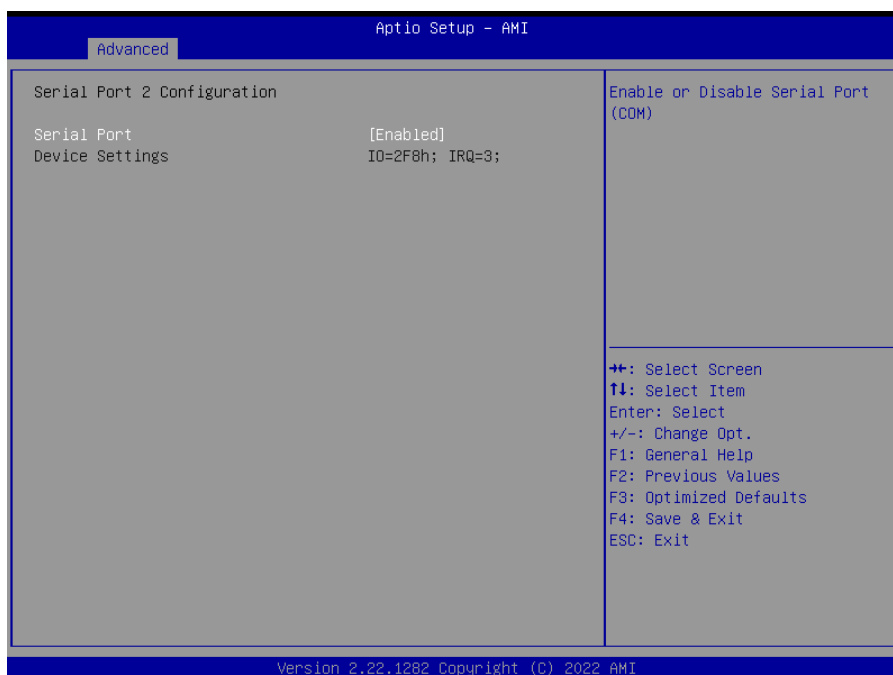 Aptio Setup – AMI
Advanced
Serial Port 2 Configuration
Serial Port [Enabled]
Device Settings IO=2F8h; IRQ=3;
Enable or Disable Serial Port
(COM)
→←: Select Screen
↑↓: Select Item
Enter: Select
+/-: Change Opt.
F1: General Help
F2: Previous Values
F3: Optimized Defaults
F4: Save & Exit
ESC: Exit
Version 2.22.1282 Copyright (C) 2022 AMI